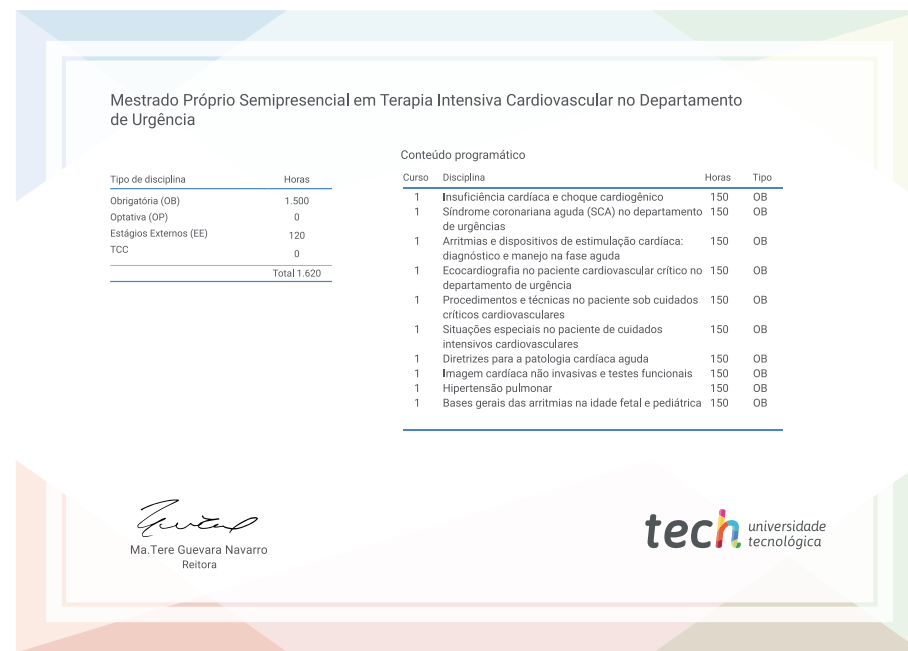 Mestrado Próprio Semipresencial em Terapia Intensiva Cardiovascular no Departamento
de Urgência
Tipo de disciplina Horas
Obrigatória (OB) 1.500
Optativa (OP) 0
Estágios Externos (EE) 120
TCC 0
Total 1.620
Conteúdo programático
Curso Disciplina Horas Tipo
1 Insuficiência cardíaca e choque cardiogênico 150 OB
1 Síndrome coronariana aguda (SCA) no departamento 150 OB
de urgências
1 Arritmias e dispositivos de estimulação cardíaca: 150 OB
diagnóstico e manejo na fase aguda
1 Ecocardiografia no paciente cardiovascular crítico no 150 OB
departamento de urgência
1 Procedimentos e técnicas no paciente sob cuidados 150 OB
críticos cardiovasculares
1 Situações especiais no paciente de cuidados 150 OB
intensivos cardiovasculares
1 Diretrizes para a patologia cardíaca aguda 150 OB
1 Imagem cardíaca não invasivas e testes funcionais 150 OB
1 Hipertensão pulmonar 150 OB
1 Bases gerais das arritmias na idade fetal e pediátrica 150 OB
Ma.Tere Guevara Navarro
Reitora
tech universidade
tecnológica